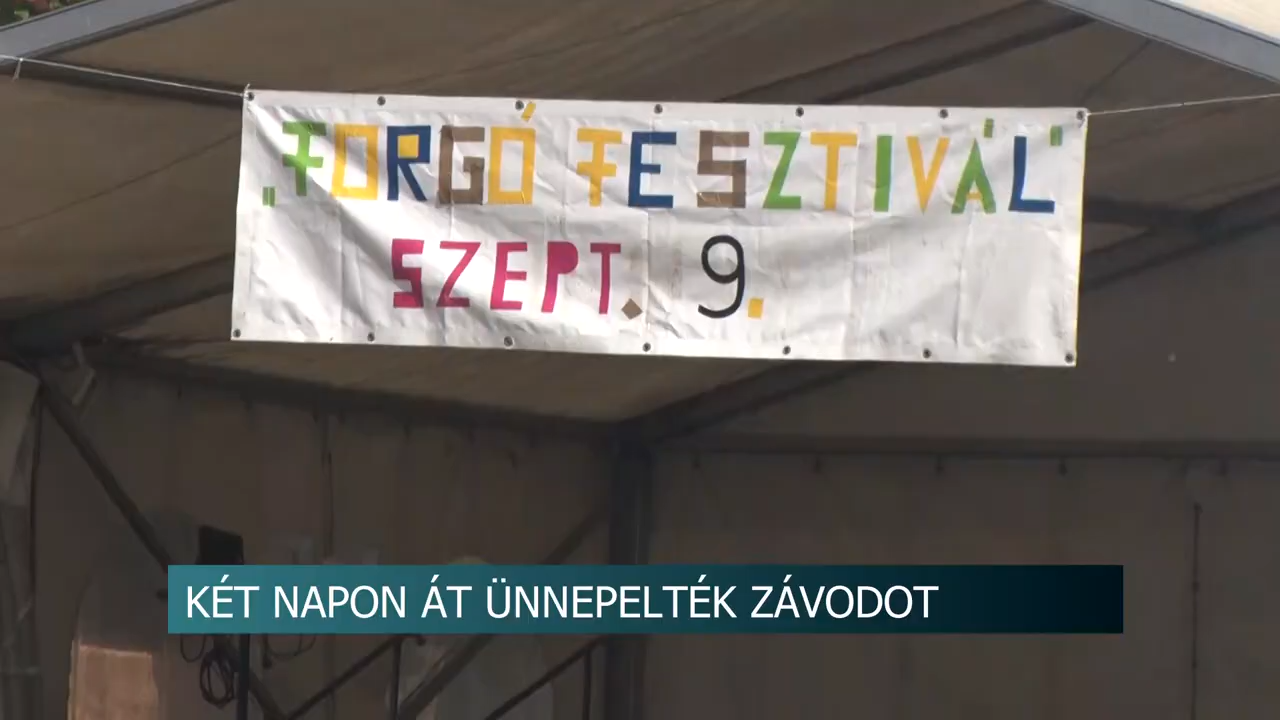 „FORGÓ FESZTIVÁL"
SZEPT. 9.
KÉT NAPON ÁT ÜNNEPELTÉK ZÁVODOT